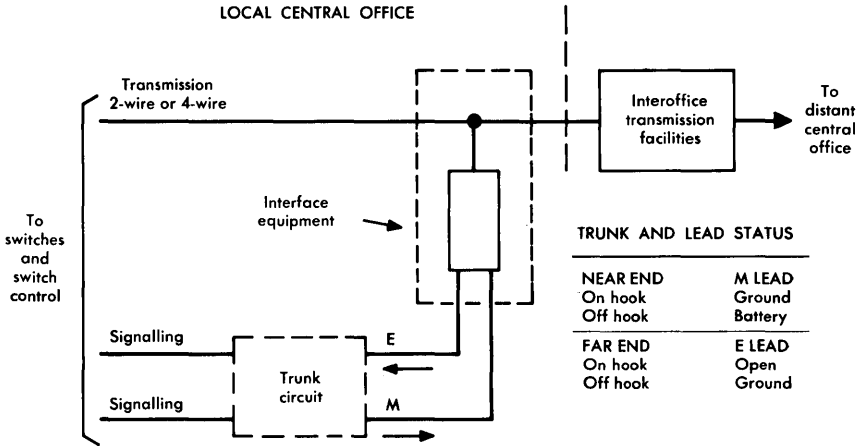 LOCAL CENTRAL OFFICE
Transmission
2-wire or 4-wire
Interoffice
transmission
facilities
To
distant
central
office
Interface
equipment
To
switches
and
switch
control
TRUNK AND LEAD STATUS
NEAR END M LEAD
On hook Ground
Off hook Battery
FAR END E LEAD
On hook Open
Off hook Ground
Signalling
E
Trunk
circuit
Signalling
M